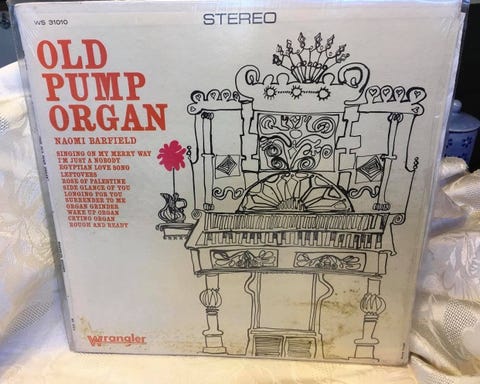 WS 31010
STEREO
OLD
PUMP
ORGAN
NAOMI BARFIELD
SINGING ON MY MERRY WAY
I'M JUST A NOBODY
EGYPTIAN LOVE SONG
LEFTOVERS
ROSE OF PALESTINE
SIDE GLANCE OF YOU
LONGING FOR YOU
SURRENDER TO ME
ORGAN GRINDER
WAKE UP ORGAN
CRYING ORGAN
ROUGH AND READY
Wrangler